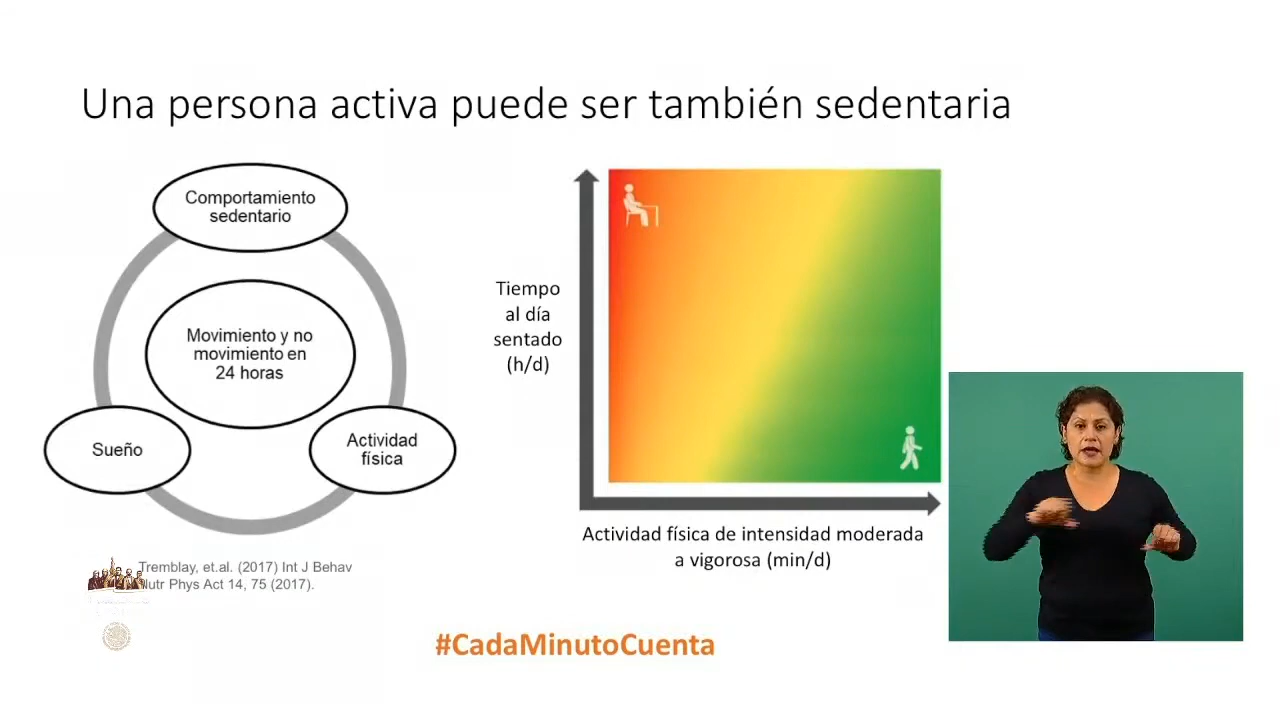 Una persona activa puede ser también sedentaria
Comportamiento
sedentario
Movimiento y no
movimiento en
24 horas
Sueño
Actividad
física
Tremblay, et.al. (2017) Int J Behav
Nutr Phys Act 14, 75 (2017).
Tiempo
al día
sentado
(h/d)
Actividad física de intensidad moderada
a vigorosa (min/d)
#CadaMinutoCuenta